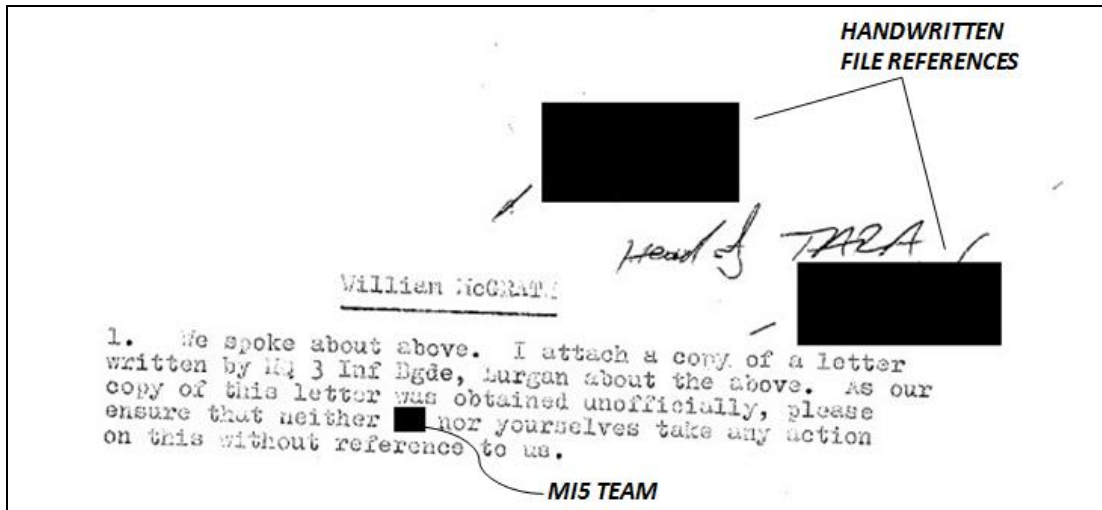 HANDWRITTEN
FILE REFERENCES
Head of TARA
William McGRATH
1. We spoke about above. I attach a copy of a letter
written by HQ 3 Inf Bgde, Lurgan about the above. As our
copy of this letter was obtained unofficially, please
ensure that neither nor yourselves take any action
on this without reference to us.
MI5 TEAM